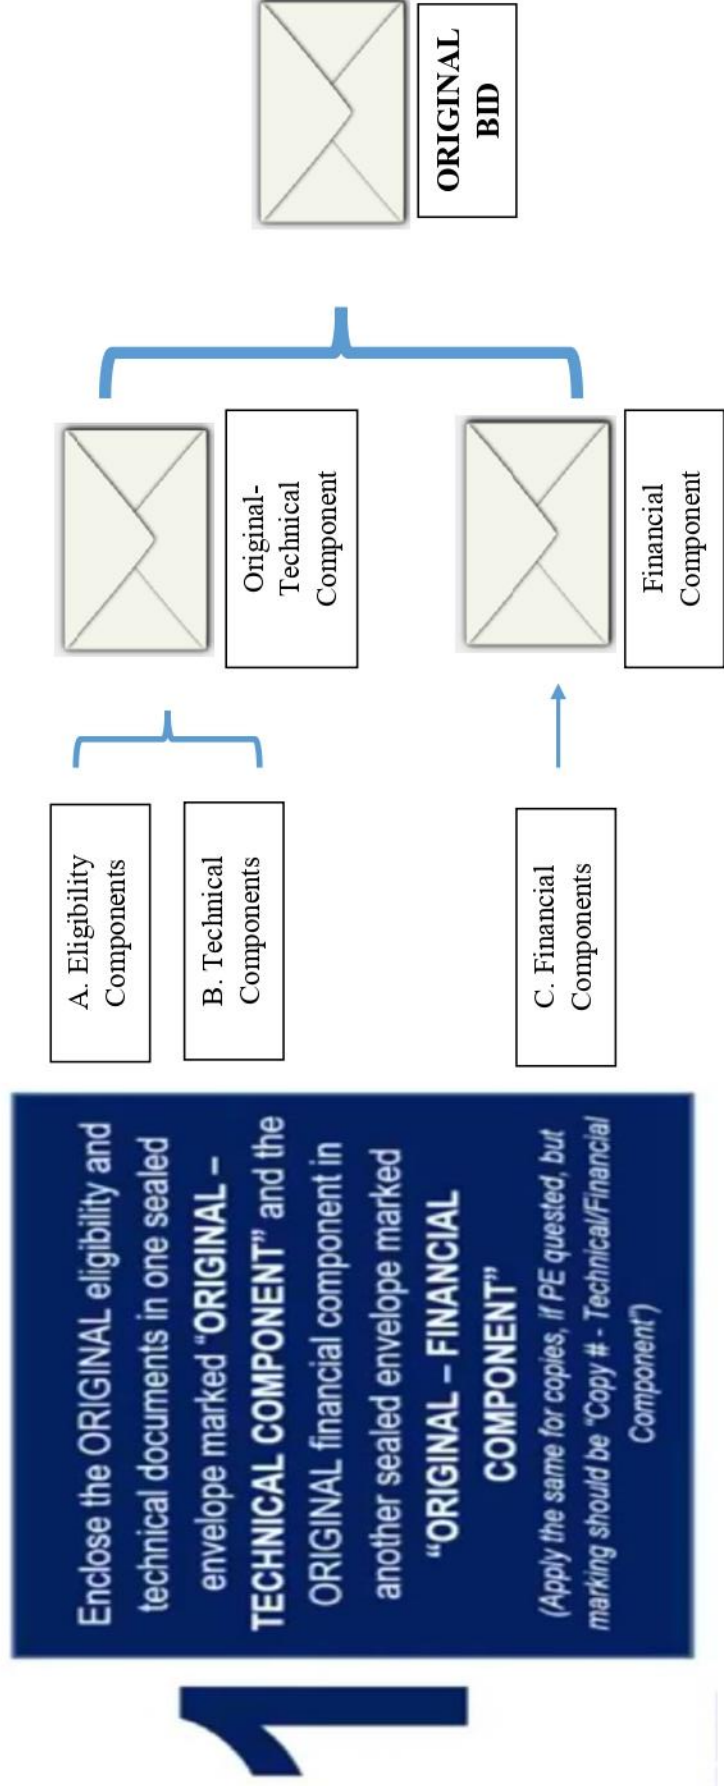 1
Enclose the ORIGINAL eligibility and
technical documents in one sealed
envelope marked “ORIGINAL –
TECHNICAL COMPONENT” and the
ORIGINAL financial component in
another sealed envelope marked
“ORIGINAL – FINANCIAL
COMPONENT”
(Apply the same for copies, if PE quested, but
marking should be “Copy # - Technical/Financial
Component”)
A. Eligibility
Components
B. Technical
Components
C. Financial
Components
Original-
Technical
Component
Financial
Component
ORIGINAL
BID